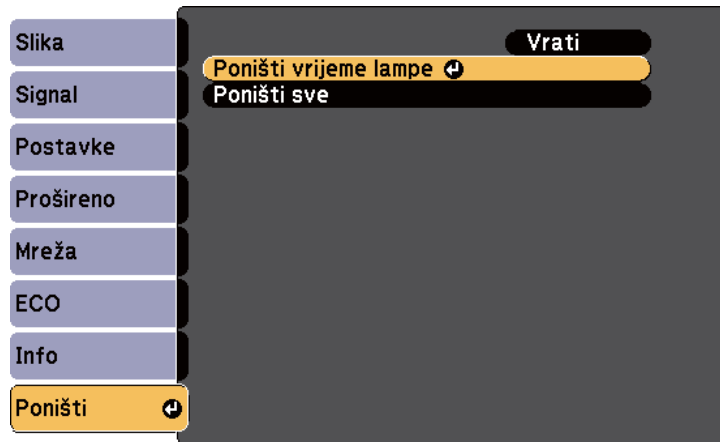 Slika
Signal
Postavke
Prošireno
Mreža
ECO
Info
Poništi
Vrati
Poništi vrijeme lampe
Poništi sve